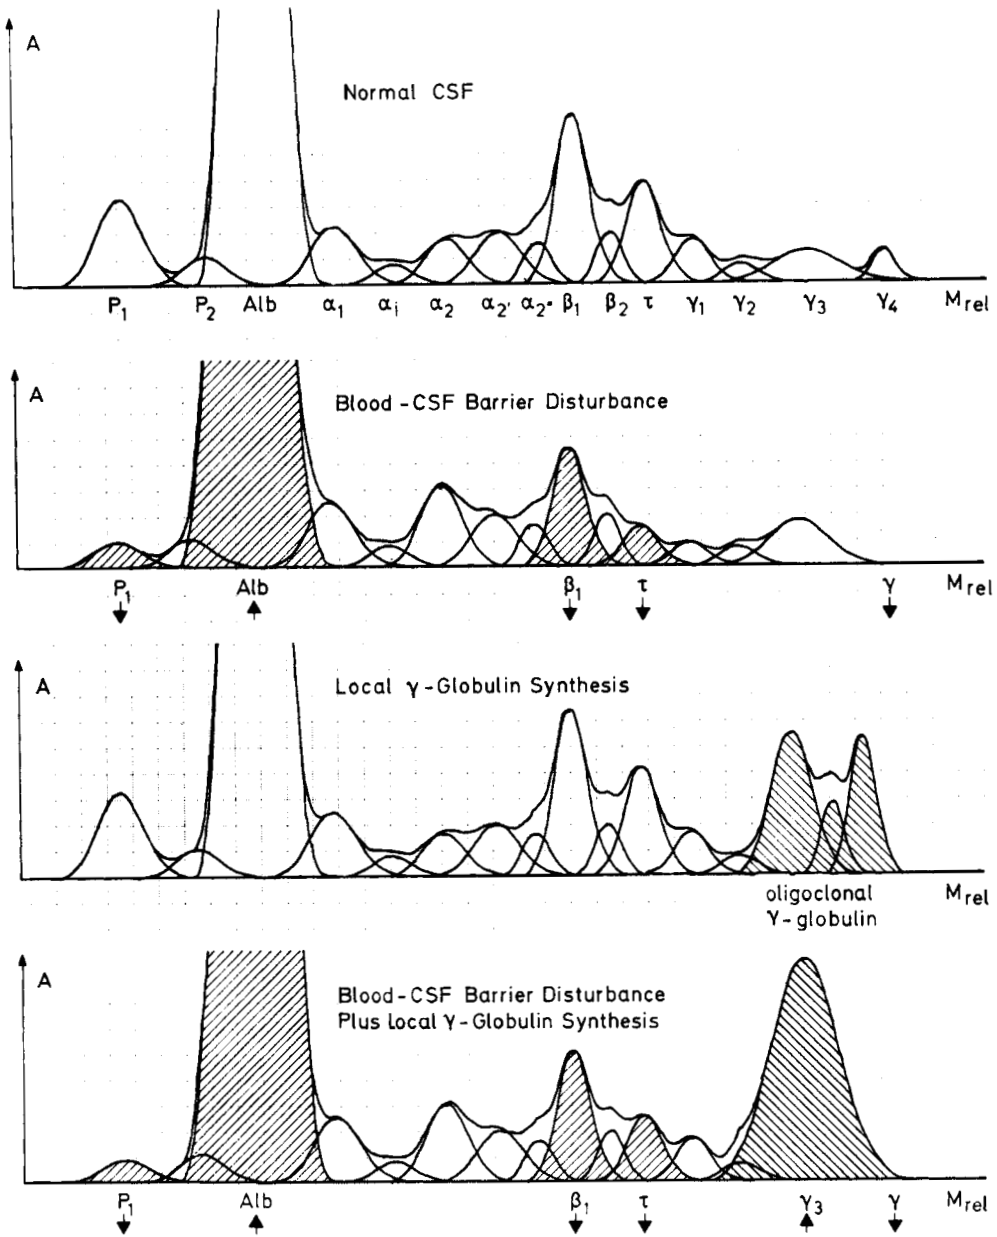 A
Normal CSF
P₁ P₂ Alb α₁ αᵢ α₂ α₂' α₂" β₁ β₂ τ γ₁ γ₂ γ₃ γ₄ Mrel
A
Blood-CSF Barrier Disturbance
P₁ Alb β₁ τ γ Mrel
A
Local γ-Globulin Synthesis
Mrel
oligoclonal
γ-globulin
A
Blood-CSF Barrier Disturbance
Plus Local γ-Globulin Synthesis
P₁ Alb β₁ τ γ₃ γ Mrel